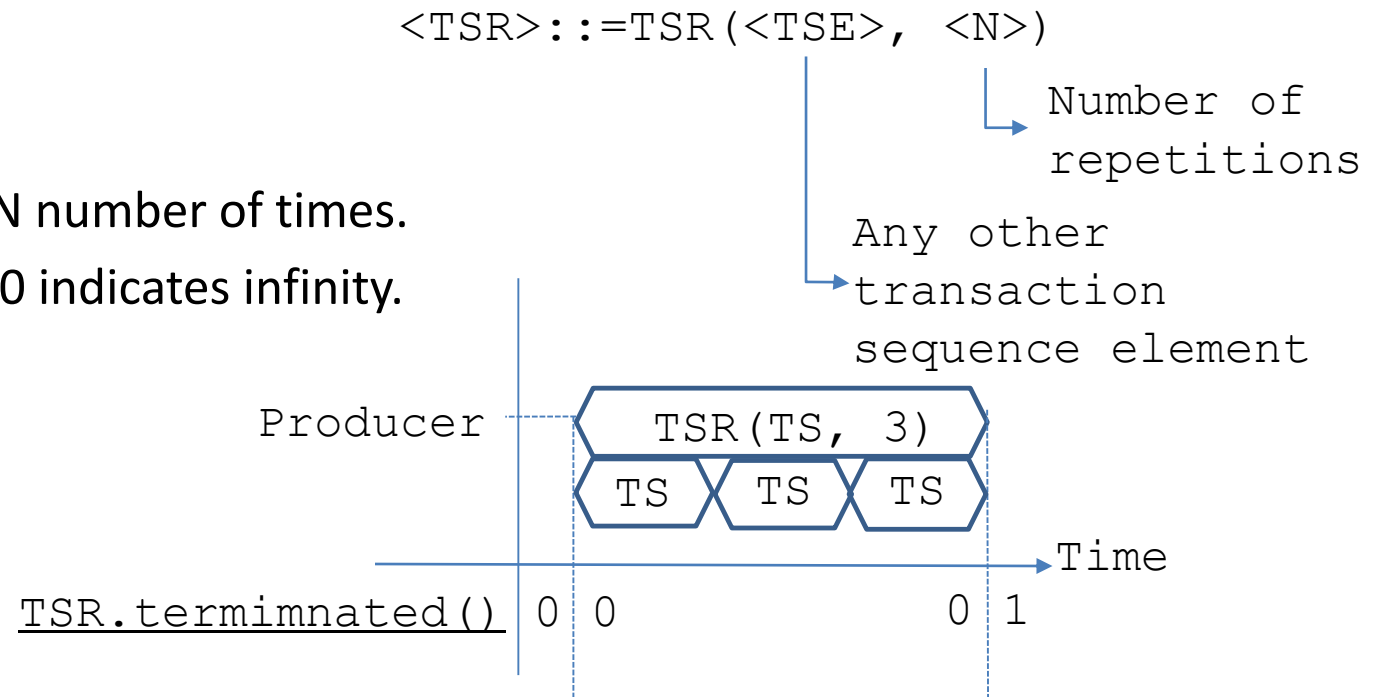 <TSR>::=TSR(<TSE>, <N>)
Number of
repetitions
N number of times.
0 indicates infinity.
Any other
transaction
sequence element
Producer
TSR(TS, 3)
TS TS TS
Time
TSR.termimnated() 0 0 0 1